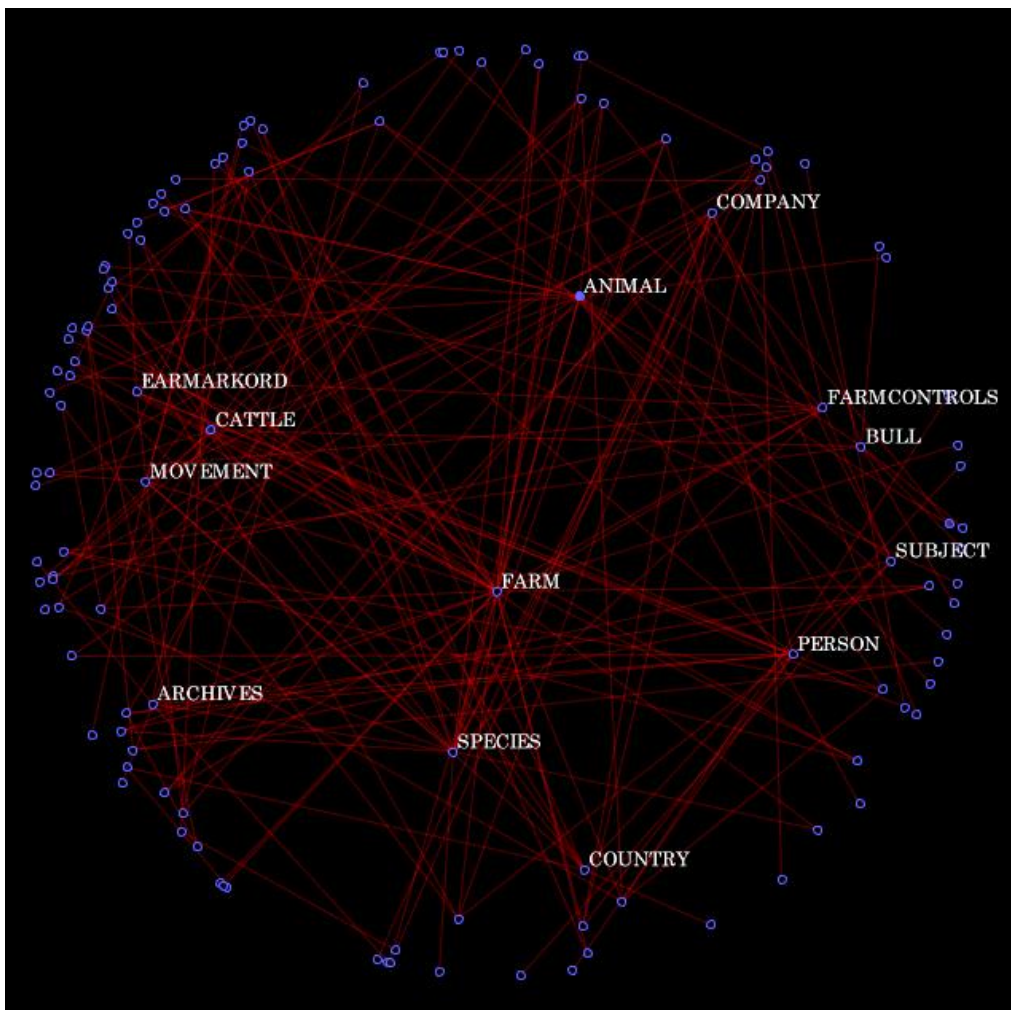 COMPANY
ANIMAL
EARMARKORD
FARMCONTROLS
CATTLE
BULL
MOVEMENT
SUBJECT
FARM
PERSON
ARCHIVES
SPECIES
COUNTRY